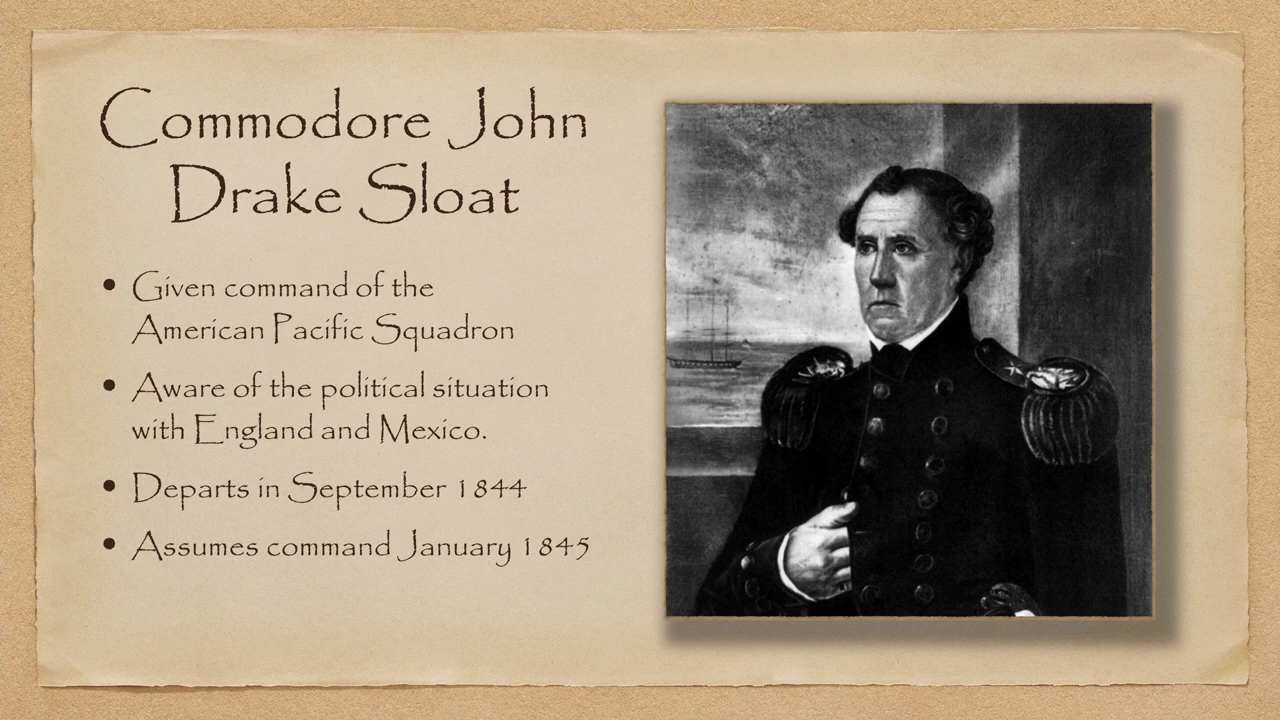 Commodore John
Drake Sloat
• Given command of the
American Pacific Squadron
• Aware of the political situation
with England and Mexico.
• Departs in September 1844
• Assumes command January 1845